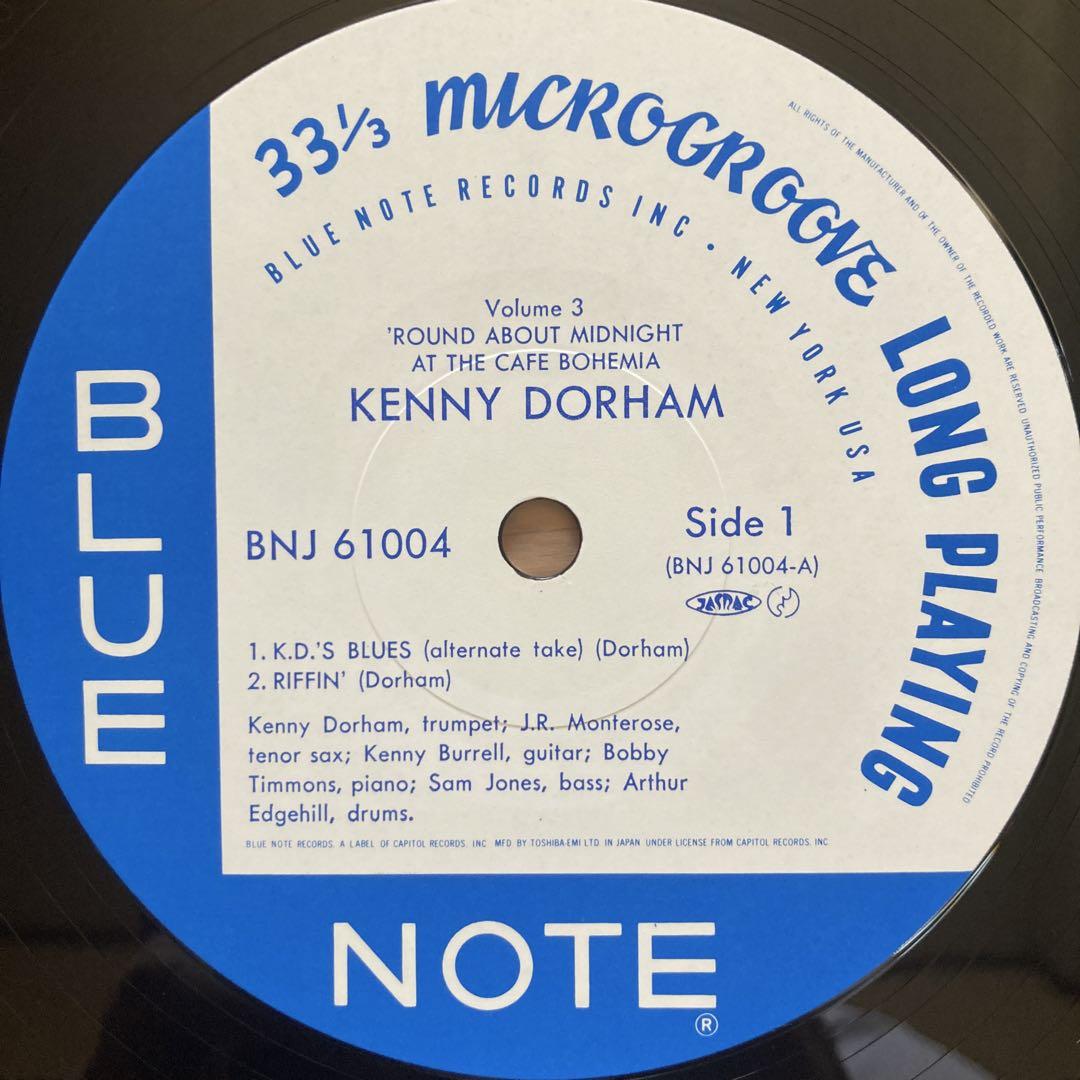 33⅓ MICROGROOVE LONG PLAYING
BLUE NOTE RECORDS INC · NEW YORK USA
ALL RIGHTS OF THE MANUFACTURER AND OF THE OWNER OF THE RECORDED WORK ARE RESERVED. UNAUTHORIZED PUBLIC PERFORMANCE BROADCASTING AND COPYING OF THE RECORD PROHIBITED
Volume 3
'ROUND ABOUT MIDNIGHT
AT THE CAFE BOHEMIA
KENNY DORHAM
BNJ 61004
Side 1
(BNJ 61004-A)
JASRAC
1. K.D.'S BLUES (alternate take) (Dorham)
2. RIFFIN' (Dorham)
Kenny Dorham, trumpet; J.R. Monterose,
tenor sax; Kenny Burrell, guitar; Bobby
Timmons, piano; Sam Jones, bass; Arthur
Edgehill, drums.
BLUE NOTE RECORDS. A LABEL OF CAPITOL RECORDS. INC MFD BY TOSHIBA-EMI LTD. IN JAPAN UNDER LICENSE FROM CAPITOL RECORDS. INC
BLUE
NOTE
®